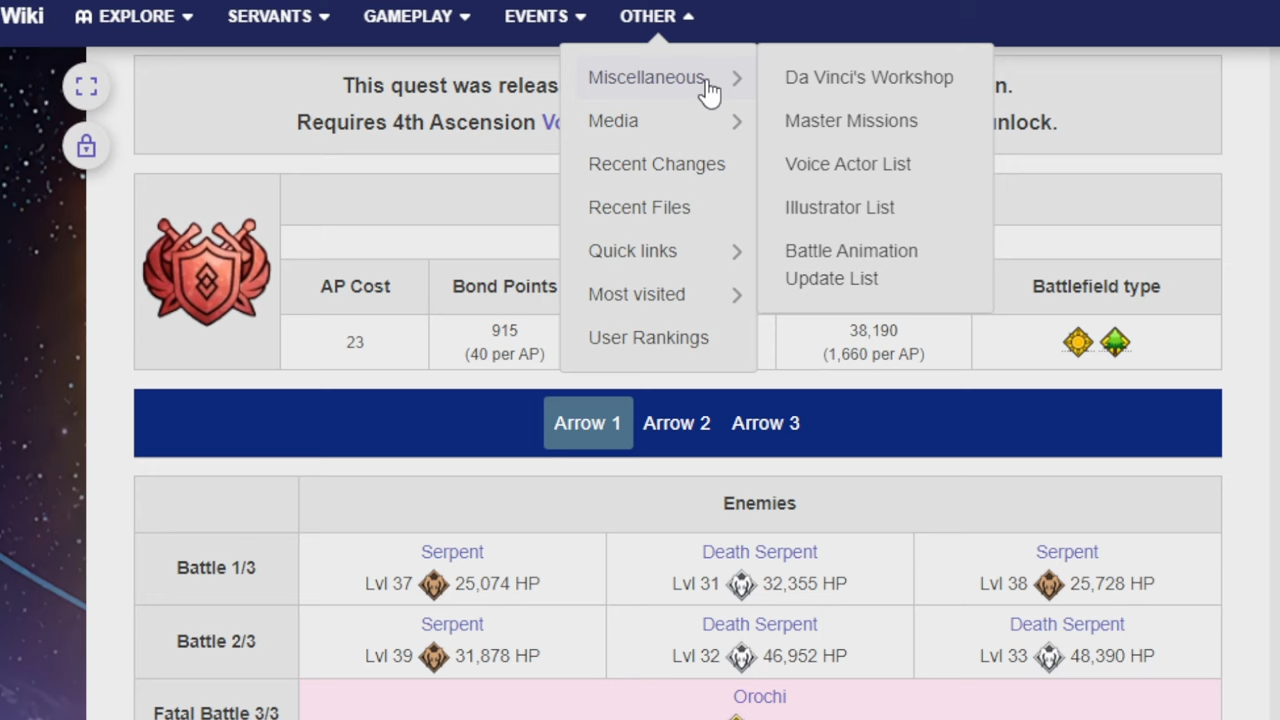 Wiki EXPLORE SERVANTS GAMEPLAY EVENTS OTHER
This quest was releas n.
Requires 4th Ascension Vo unlock.
Miscellaneous
Media
Recent Changes
Recent Files
Quick links
Most visited
User Rankings
Da Vinci's Workshop
Master Missions
Voice Actor List
Illustrator List
Battle Animation
Update List
AP Cost Bond Points Battlefield type
23 915 38,190
(40 per AP) (1,660 per AP)
Arrow 1 Arrow 2 Arrow 3
Enemies
Battle 1/3
Serpent Death Serpent Serpent
Lvl 37 25,074 HP Lvl 31 32,355 HP Lvl 38 25,728 HP
Battle 2/3
Serpent Death Serpent Death Serpent
Lvl 39 31,878 HP Lvl 32 46,952 HP Lvl 33 48,390 HP
Fatal Battle 3/3
Orochi